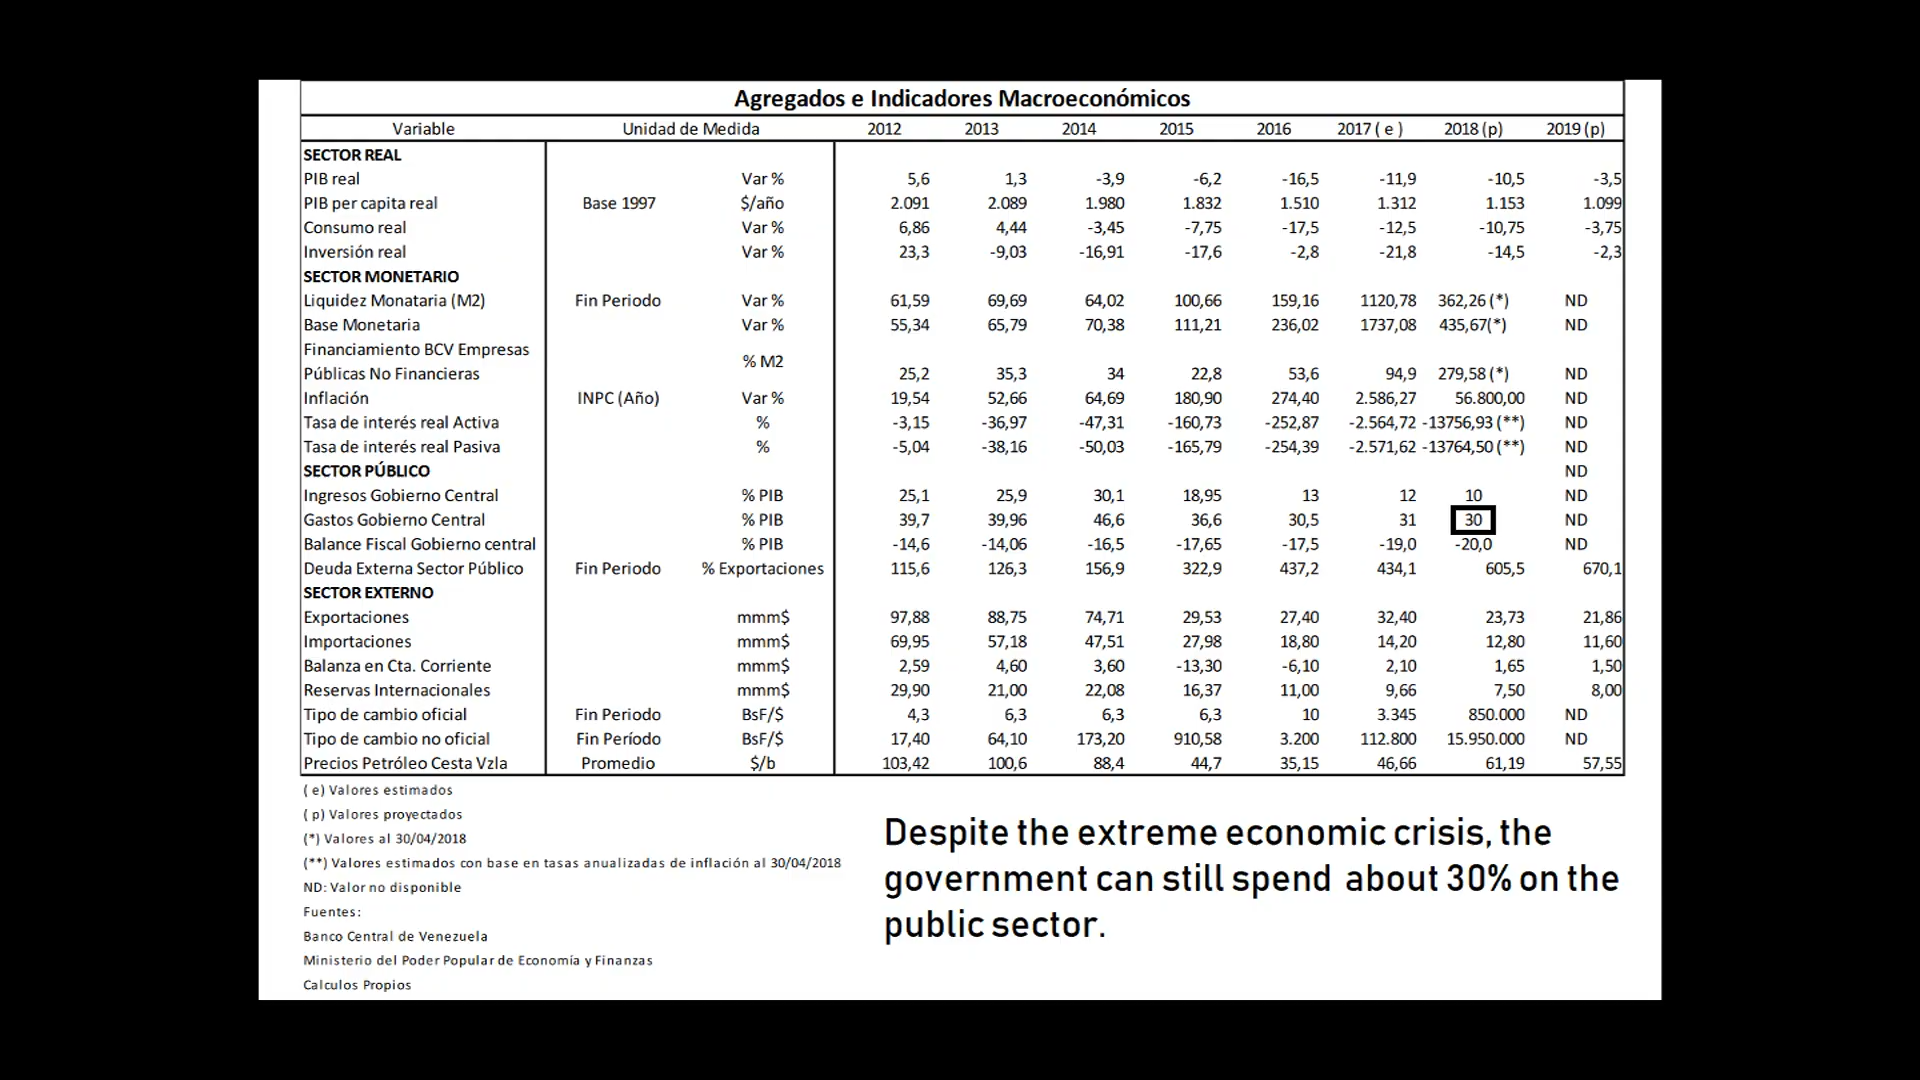 Agregados e Indicadores Macroeconómicos
Variable Unidad de Medida 2012 2013 2014 2015 2016 2017 ( e ) 2018 (p) 2019 (p)
SECTOR REAL
PIB real Var % 5,6 1,3 -3,9 -6,2 -16,5 -11,9 -10,5 -3,5
PIB per capita real Base 1997 $/año 2.091 2.089 1.980 1.832 1.510 1.312 1.153 1.099
Consumo real Var % 6,86 4,44 -3,45 -7,75 -17,5 -12,5 -10,75 -3,75
Inversión real Var % 23,3 -9,03 -16,91 -17,6 -2,8 -21,8 -14,5 -2,3
SECTOR MONETARIO
Liquidez Monataria (M2) Fin Periodo Var % 61,59 69,69 64,02 100,66 159,16 1120,78 362,26 (*) ND
Base Monetaria Var % 55,34 65,79 70,38 111,21 236,02 1737,08 435,67(*) ND
Financiamiento BCV Empresas
% M2
Públicas No Financieras 25,2 35,3 34 22,8 53,6 94,9 279,58 (*) ND
Inflación INPC (Año) Var % 19,54 52,66 64,69 180,90 274,40 2.586,27 56.800,00 ND
Tasa de interés real Activa % -3,15 -36,97 -47,31 -160,73 -252,87 -2.564,72 -13756,93 (**) ND
Tasa de interés real Pasiva % -5,04 -38,16 -50,03 -165,79 -254,39 -2.571,62 -13764,50 (**) ND
SECTOR PÚBLICO ND
Ingresos Gobierno Central % PIB 25,1 25,9 30,1 18,95 13 12 10 ND
Gastos Gobierno Central % PIB 39,7 39,96 46,6 36,6 30,5 31 30 ND
Balance Fiscal Gobierno central % PIB -14,6 -14,06 -16,5 -17,65 -17,5 -19,0 -20,0 ND
Deuda Externa Sector Público Fin Periodo % Exportaciones 115,6 126,3 156,9 322,9 437,2 434,1 605,5 670,1
SECTOR EXTERNO
Exportaciones mmm$ 97,88 88,75 74,71 29,53 27,40 32,40 23,73 21,86
Importaciones mmm$ 69,95 57,18 47,51 27,98 18,80 14,20 12,80 11,60
Balanza en Cta. Corriente mmm$ 2,59 4,60 3,60 -13,30 -6,10 2,10 1,65 1,50
Reservas Internacionales mmm$ 29,90 21,00 22,08 16,37 11,00 9,66 7,50 8,00
Tipo de cambio oficial Fin Periodo BsF/$ 4,3 6,3 6,3 6,3 10 3.345 850.000 ND
Tipo de cambio no oficial Fin Período BsF/$ 17,40 64,10 173,20 910,58 3.200 112.800 15.950.000 ND
Precios Petróleo Cesta Vzla Promedio $/b 103,42 100,6 88,4 44,7 35,15 46,66 61,19 57,55
( e) Valores estimados
( p) Valores proyectados
(*) Valores al 30/04/2018
(**) Valores estimados con base en tasas anualizadas de inflación al 30/04/2018
ND: Valor no disponible
Fuentes:
Banco Central de Venezuela
Ministerio del Poder Popular de Economía y Finanzas
Calculos Propios
Despite the extreme economic crisis, the
government can still spend about 30% on the
public sector.